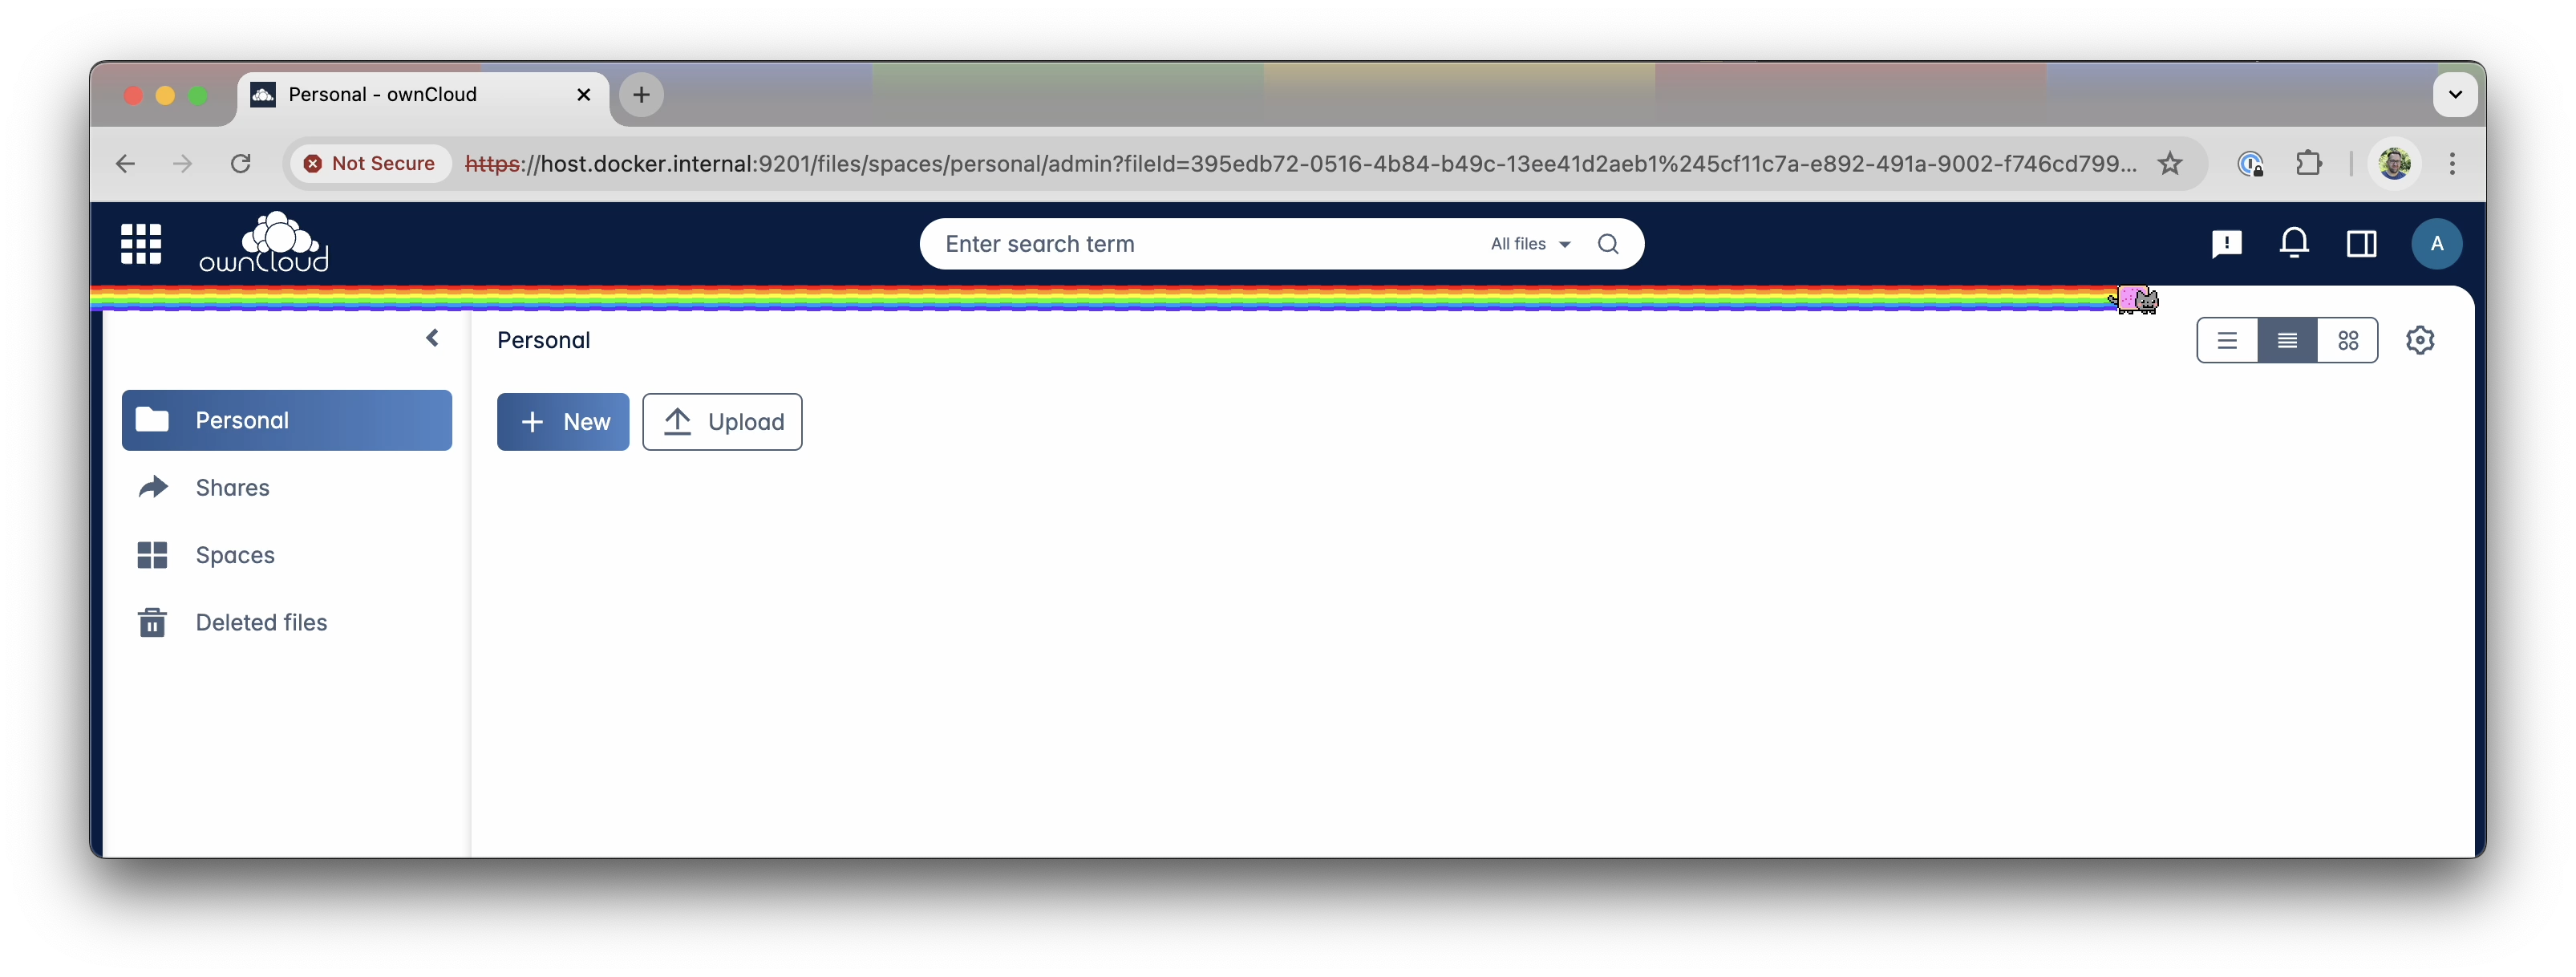 Personal - ownCloud
Not Secure https://host.docker.internal:9201/files/spaces/personal/admin?fileId=395edb72-0516-4b84-b49c-13ee41d2aeb1%245cf11c7a-e892-491a-9002-f746cd799...
ownCloud
Enter search term All files
A
Personal
Personal
New Upload
Shares
Spaces
Deleted files